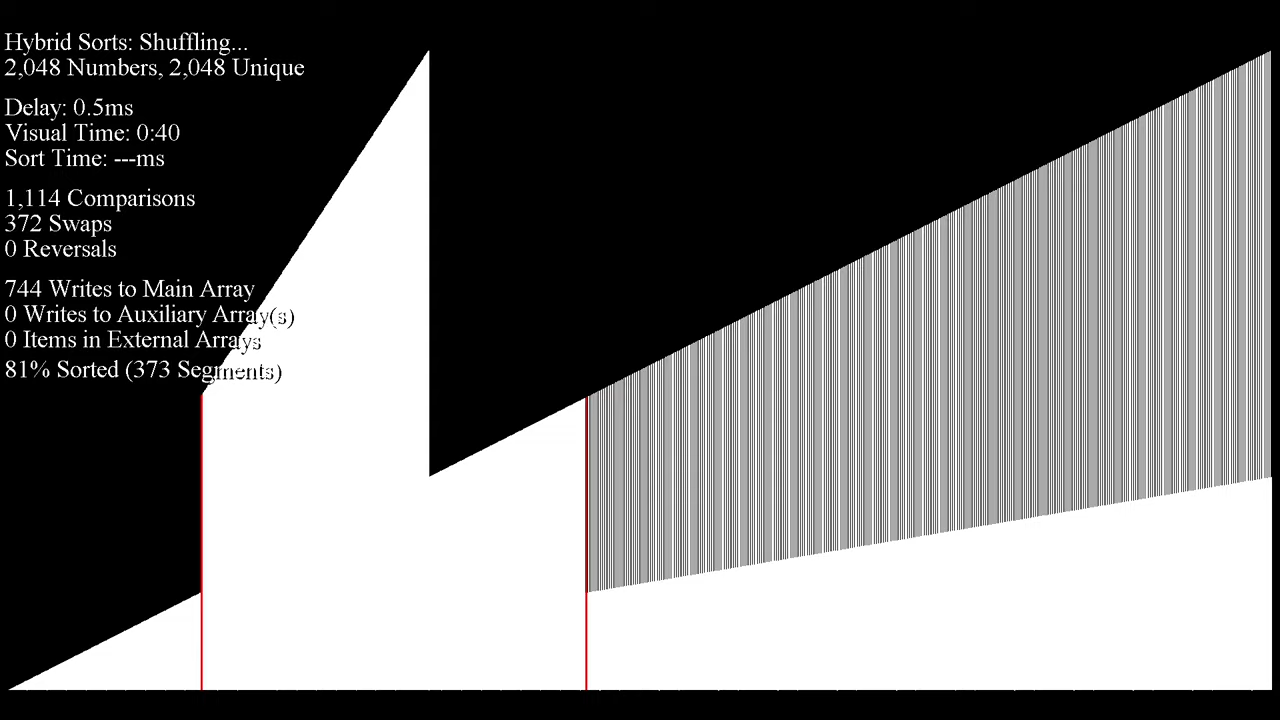 Hybrid Sorts: Shuffling...
2,048 Numbers, 2,048 Unique
Delay: 0.5ms
Visual Time: 0:40
Sort Time: ---ms
1,114 Comparisons
372 Swaps
0 Reversals
744 Writes to Main Array
0 Writes to Auxiliary Array(s)
0 Items in External Arrays
81% Sorted (373 Segments)